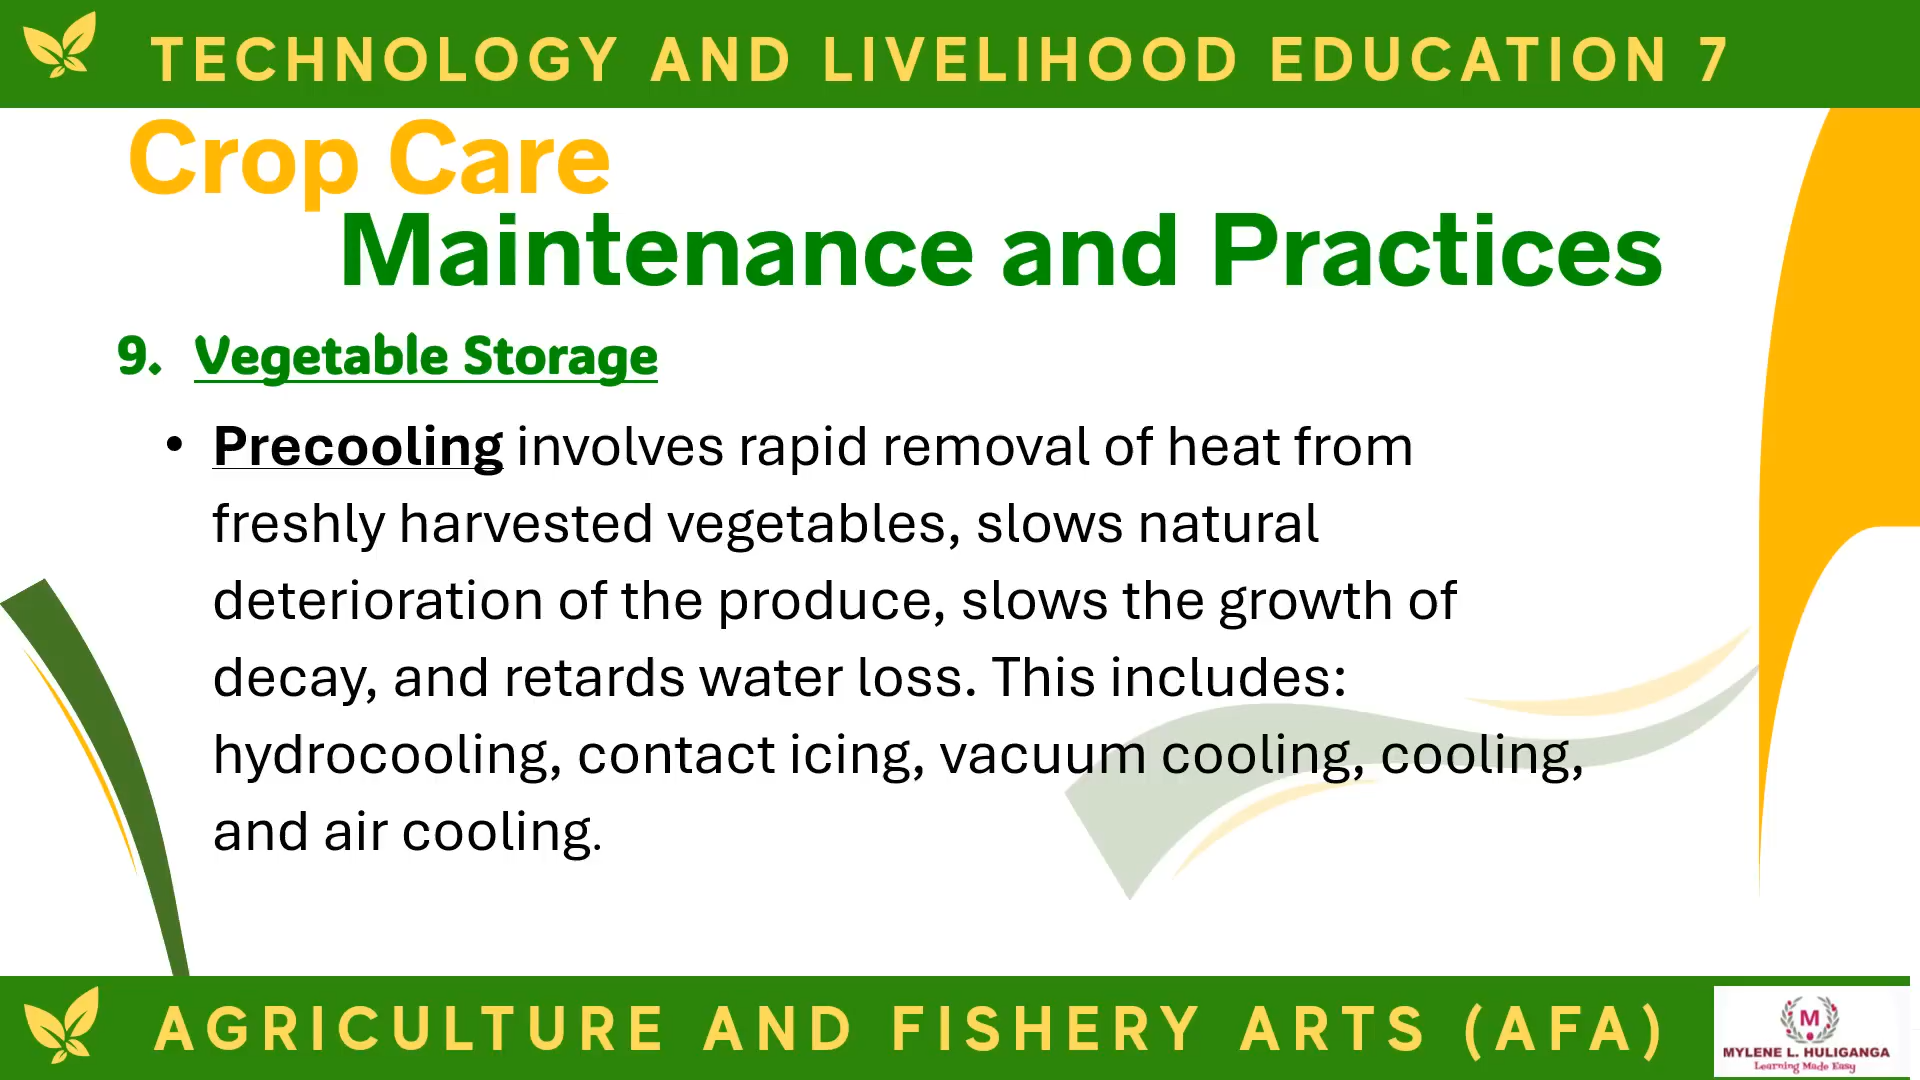 TECHNOLOGY AND LIVELIHOOD EDUCATION 7
Crop Care
Maintenance and Practices
9. Vegetable Storage
• Precooling involves rapid removal of heat from
freshly harvested vegetables, slows natural
deterioration of the produce, slows the growth of
decay, and retards water loss. This includes:
hydrocooling, contact icing, vacuum cooling, cooling,
and air cooling.
AGRICULTURE AND FISHERY ARTS (AFA)
M
MYLENE L. HULIGANGA
Learning Made Easy